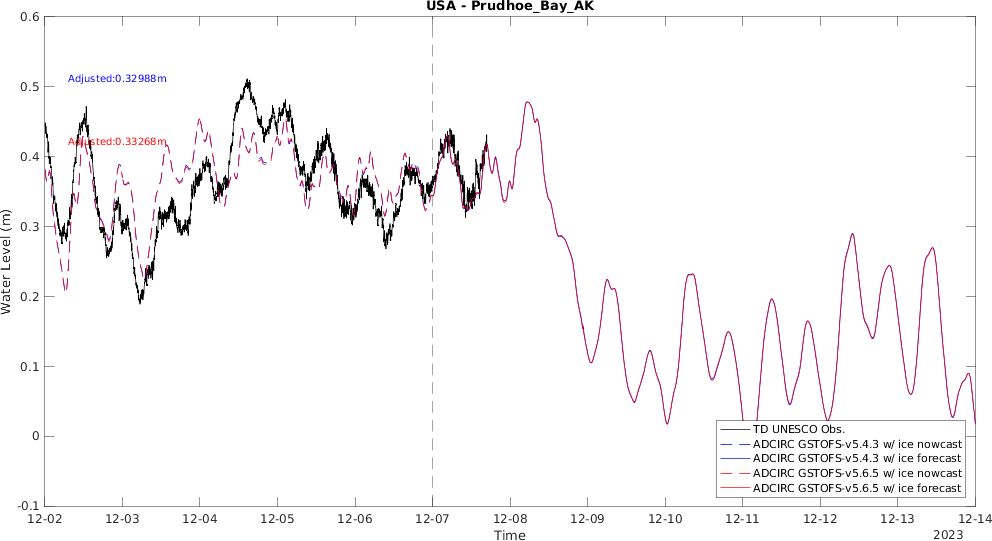 USA - Prudhoe_Bay_AK
0.6
0.5
0.4
0.3
0.2
0.1
0
-0.1
Water Level (m)
Adjusted:0.32988m
Adjusted:0.33268m
TD UNESCO Obs.
ADCIRC GSTOFS-v5.4.3 w/ ice nowcast
ADCIRC GSTOFS-v5.4.3 w/ ice forecast
ADCIRC GSTOFS-v5.6.5 w/ ice nowcast
ADCIRC GSTOFS-v5.6.5 w/ ice forecast
12-02 12-03 12-04 12-05 12-06 12-07 12-08 12-09 12-10 12-11 12-12 12-13 12-14
Time
2023